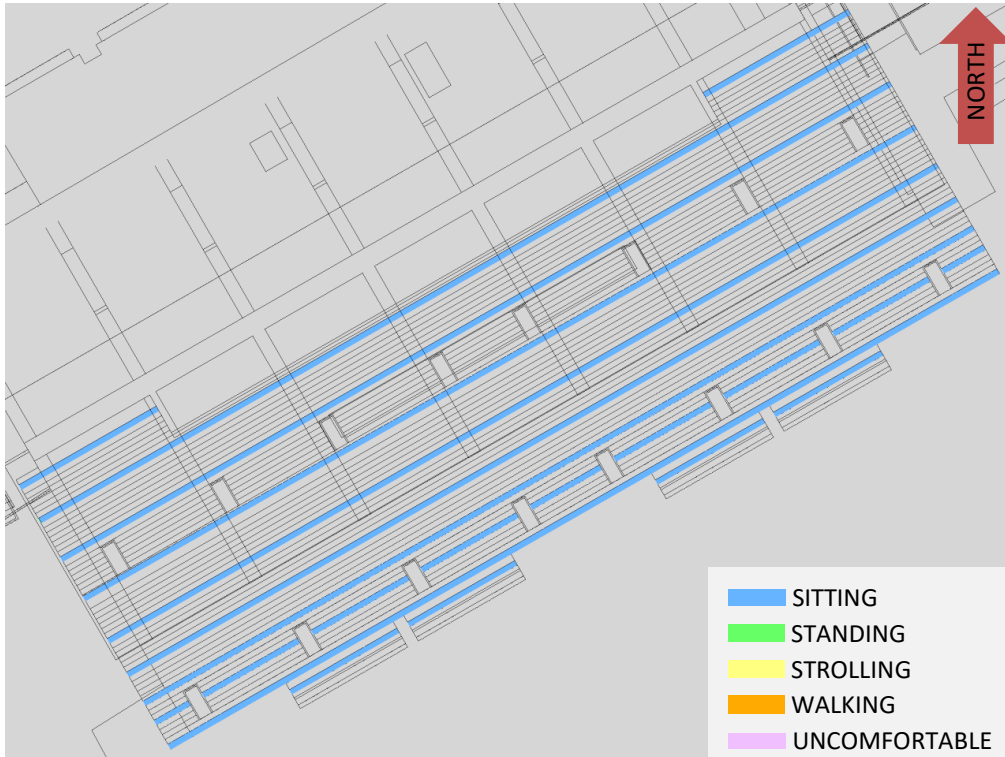 NORTH
SITTING
STANDING
STROLLING
WALKING
UNCOMFORTABLE